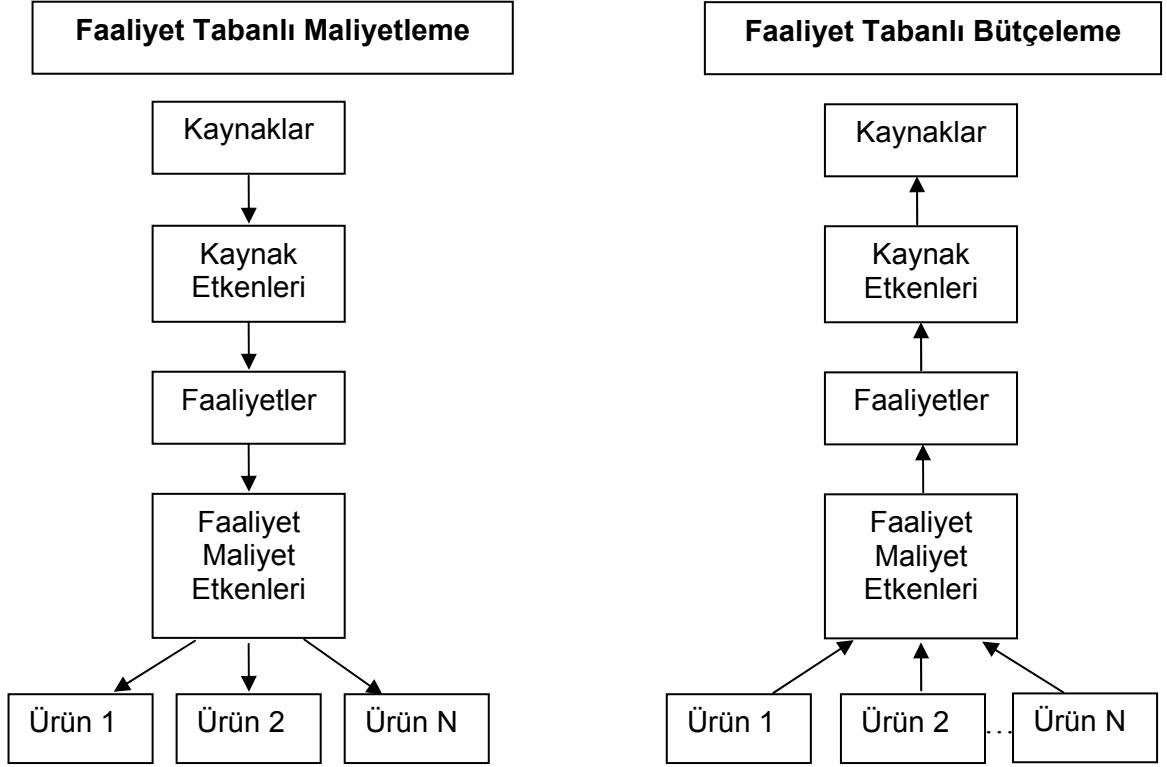 Faaliyet Tabanlı Maliyetleme
Kaynaklar
Kaynak
Etkenleri
Faaliyetler
Faaliyet
Maliyet
Etkenleri
Ürün 1
Ürün 2
Ürün N
Faaliyet Tabanlı Bütçeleme
Kaynaklar
Kaynak
Etkenleri
Faaliyetler
Faaliyet
Maliyet
Etkenleri
Ürün 1
Ürün 2
...
Ürün N